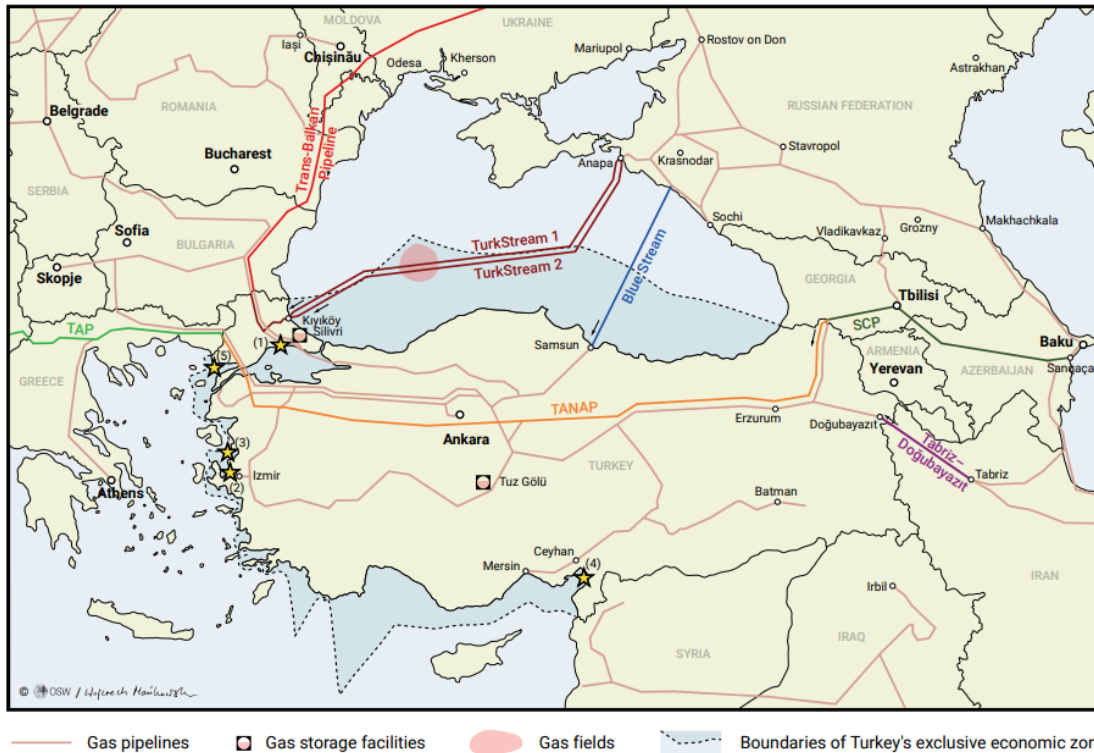 MOLDOVA
UKRAINE
Iași
Chișinău
Odesa
Kherson
Mariupol
Rostov on Don
Astrakhan
ROMANIA
RUSSIAN FEDERATION
Belgrade
Trans-Balkan
Pipeline
Bucharest
Anapa
Krasnodar
Stavropol
SERBIA
Sofia
BULGARIA
TurkStream 1
TurkStream 2
Blue Stream
Sochi
Vladikavkaz
Grozny
Makhachkala
Skopje
GEORGIA
Tbilisi
TAP
Kıyıköy
Silivri
(1)
(5)
Samsun
SCP
Baku
ARMENIA
Yerevan
AZERBAIJAN
Sanqaçal
GREECE
TANAP
Erzurum
Doğubayazıt
Ankara
Tabriz–
Doğubayazıt
(3)
(2)
Izmir
TURKEY
Tabriz
Athens
Tuz Gölü
Batman
Ceyhan
Mersin
(4)
Irbil
IRAN
SYRIA
IRAQ
© OSW /
Gas pipelines
Gas storage facilities
Gas fields
Boundaries of Turkey's exclusive economic zon